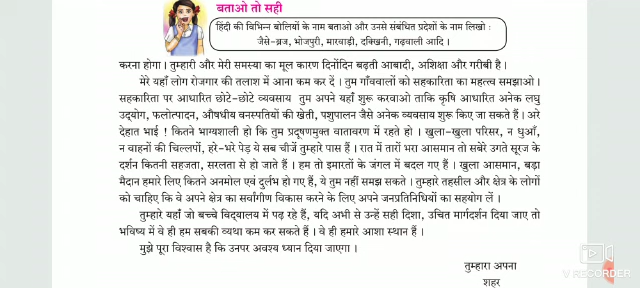 बताओ तो सही
हिंदी की विभिन्न बोलियों के नाम बताओ और उनसे संबंधित प्रदेशों के नाम लिखो :
जैसे-ब्रज, भोजपुरी, मारवाड़ी, दक्खिनी, गढ़वाली आदि ।
करना होगा । तुम्हारी और मेरी समस्या का मूल कारण दिनोंदिन बढ़ती आबादी, अशिक्षा और गरीबी है ।
मेरे यहाँ लोग रोजगार की तलाश में आना कम कर दें । तुम गाँववालों को सहकारिता का महत्त्व समझाओ ।
सहकारिता पर आधारित छोटे-छोटे व्यवसाय तुम अपने यहाँ शुरू करवाओ ताकि कृषि आधारित अनेक लघु
उद्योग, फलोत्पादन, औषधीय वनस्पतियों की खेती, पशुपालन जैसे अनेक व्यवसाय शुरू किए जा सकते हैं । अरे
देहात भाई ! कितने भाग्यशाली हो कि तुम प्रदूषणमुक्त वातावरण में रहते हो । खुला-खुला परिसर, न धुआँ,
न वाहनों की चिल्लपों, हरे-भरे पेड़ ये सब चीजें तुम्हारे पास हैं । रात में तारों भरा आसमान तो सबेरे उगते सूरज के
दर्शन कितनी सहजता, सरलता से हो जाते हैं । हम तो इमारतों के जंगल में बदल गए हैं । खुला आसमान, बड़ा
मैदान हमारे लिए कितने अनमोल एवं दुर्लभ हो गए हैं, ये तुम नहीं समझ सकते । तुम्हारे तहसील और क्षेत्र के लोगों
को चाहिए कि वे अपने क्षेत्र का सर्वांगीण विकास करने के लिए अपने जनप्रतिनिधियों का सहयोग लें ।
तुम्हारे यहाँ जो बच्चे विद्यालय में पढ़ रहे हैं, यदि अभी से उन्हें सही दिशा, उचित मार्गदर्शन दिया जाए तो
भविष्य में वे ही हम सबकी व्यथा कम कर सकते हैं । वे ही हमारे आशा स्थान हैं ।
मुझे पूरा विश्वास है कि उनपर अवश्य ध्यान दिया जाएगा ।
तुम्हारा अपना
शहर
V RECORDER